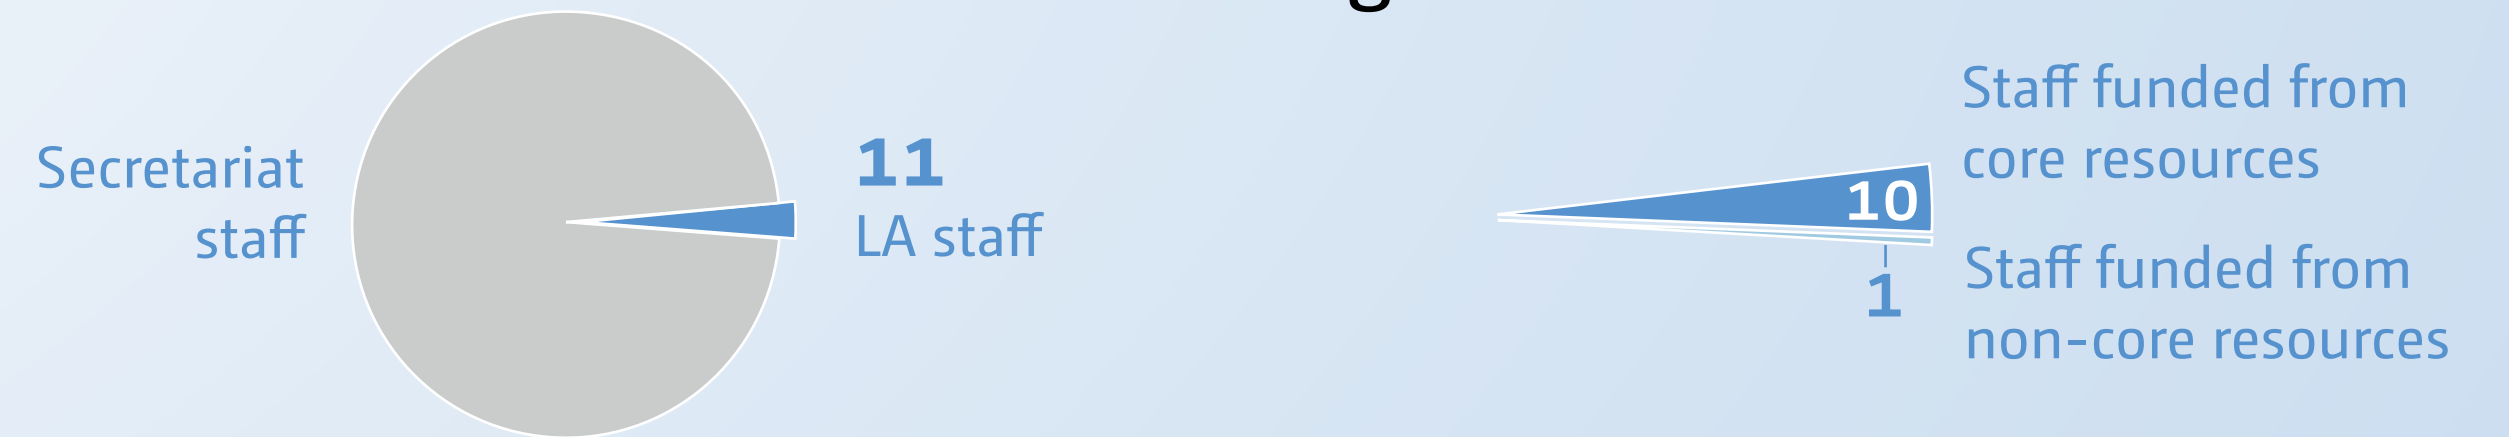 Secretariat
staff
11
LA staff
10
1
Staff funded from
core resources
Staff funded from
non-core resources